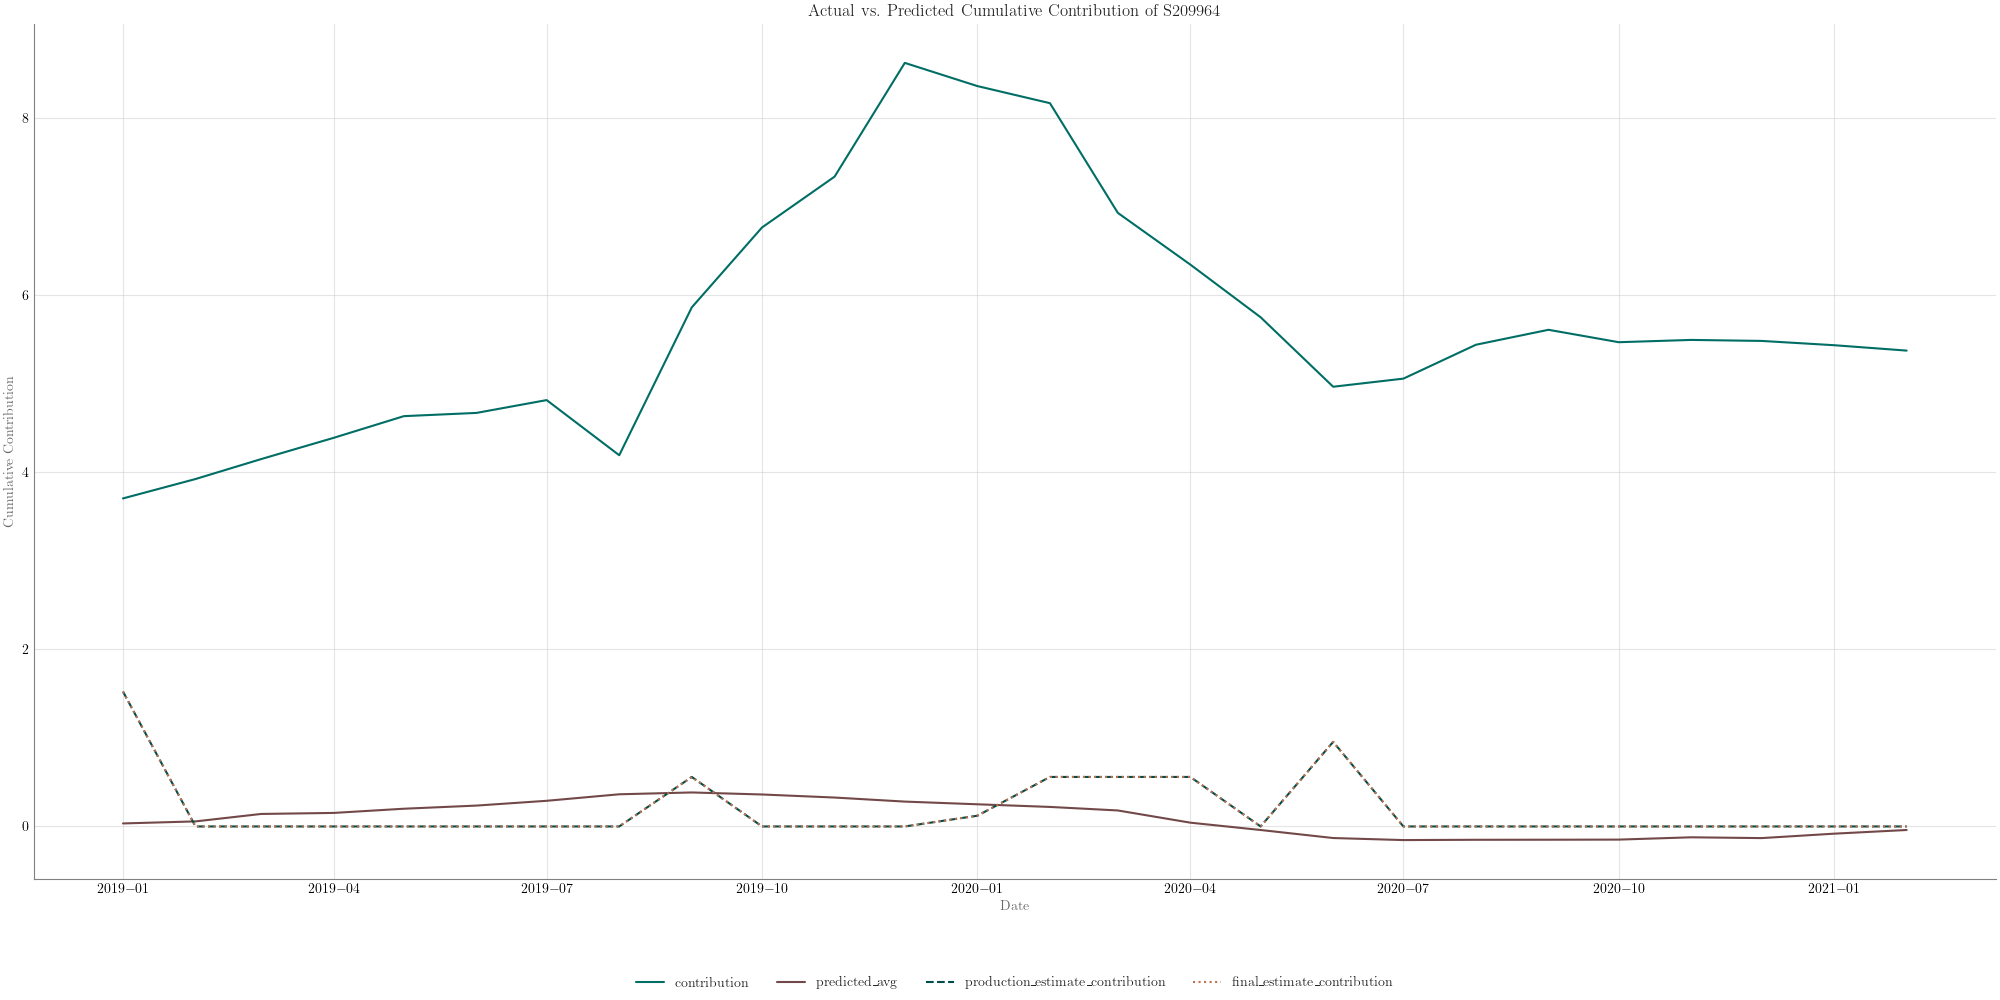 Actual vs. Predicted Cumulative Contribution of S209964
Cumulative Contribution
8
6
4
2
0
2019−01 2019−04 2019−07 2019−10 2020−01 2020−04 2020−07 2020−10 2021−01
Date
contribution predicted_avg production_estimate_contribution final_estimate_contribution